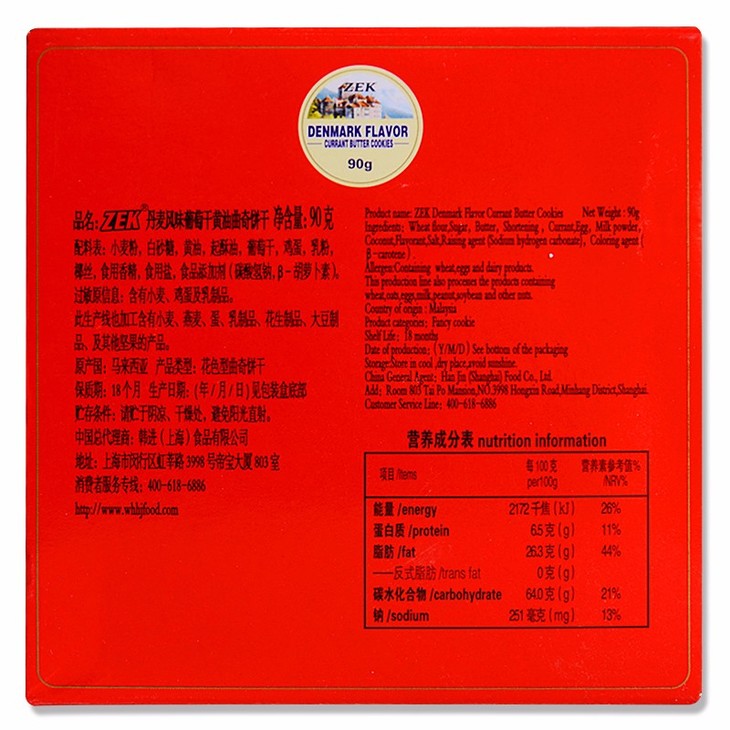 ZEK
DENMARK FLAVOR
CURRANT BUTTER COOKIES
90g
品名:ZEK®丹麦风味葡萄干黄油曲奇饼干 净含量:90克
配料表:小麦粉,白砂糖,黄油,起酥油,葡萄干,鸡蛋,乳粉,
椰丝,食用香精,食用盐,食品添加剂(碳酸氢钠,β-胡萝卜素)。
过敏原信息:含有小麦、鸡蛋及乳制品。
此生产线也加工含有小麦、燕麦、蛋、乳制品、花生制品、大豆制
品、及其他坚果的产品。
原产国:马来西亚 产品类型:花色型曲奇饼干
保质期:18个月 生产日期:(年/月/日)见包装盒底部
贮存条件:请贮于阴凉、干燥处,避免阳光直射。
中国总代理商:韩进(上海)食品有限公司
地址:上海市闵行区虹莘路3998号帝宝大厦803室
消费者服务专线:400-618-6886
http://www.whhjfood.com
Product name: ZEK Denmark Flavor Currant Butter Cookies Net Weight: 90g
Ingredients: Wheat flour,Sugar, Butter, Shortening , Currant,Egg, Milk powder,
Coconut,Flavorant,Salt,Raising agent (Sodium hydrogen carbonate), Coloring agent (
β-carotene) .
Allergen:Containing wheat,eggs and dairy products.
This production line also processes the products containing
wheat,oats,eggs,milk,peanut,soybean and other nuts.
Country of origin : Malaysia
Product categories: Fancy cookie
Shelf Life: 18 months
Date of production: (Y/M/D) See bottom of the packaging
Storage:Store in cool ,dry place,avoid sunshine.
China General Agent: Han Jin (Shanghai) Food Co., Ltd.
Add: Room 803 Tai Po Mansion,NO.3998 Hongxin Road,Minhang District,Shanghai.
Customer Service Line: 400-618-6886
营养成分表 nutrition information
项目/Items 每100克 per100g 营养素参考值% /NRV%
能量/energy 2172千焦(kJ) 26%
蛋白质/protein 6.5克(g) 11%
脂肪/fat 26.3克(g) 44%
——反式脂肪/trans fat 0克(g)
碳水化合物/carbohydrate 64.0克(g) 21%
钠/sodium 251毫克(mg) 13%